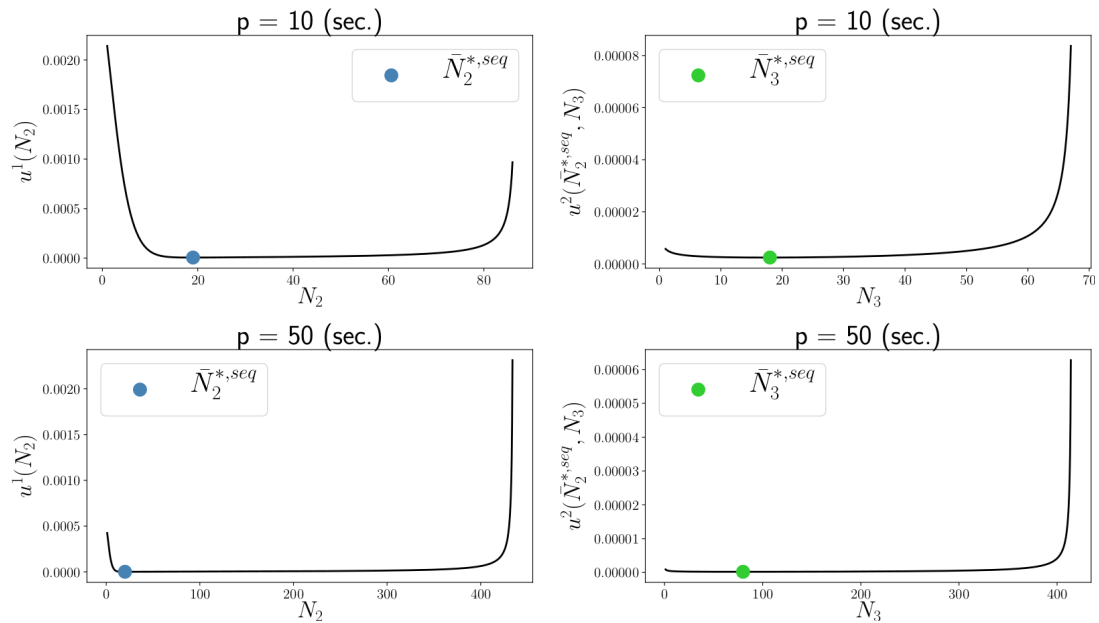 p = 10 (sec.)
0.0020
0.0015
0.0010
0.0005
0.0000
u¹(N₂)
N̄₂*,seq
0 20 40 60 80
N₂
p = 10 (sec.)
0.00008
0.00006
0.00004
0.00002
0.00000
u²(N̄₂*,seq, N₃)
N̄₃*,seq
0 10 20 30 40 50 60 70
N₃
p = 50 (sec.)
0.0020
0.0015
0.0010
0.0005
0.0000
u¹(N₂)
N̄₂*,seq
0 100 200 300 400
N₂
p = 50 (sec.)
0.00006
0.00005
0.00004
0.00003
0.00002
0.00001
0.00000
u²(N̄₂*,seq, N₃)
N̄₃*,seq
0 100 200 300 400
N₃